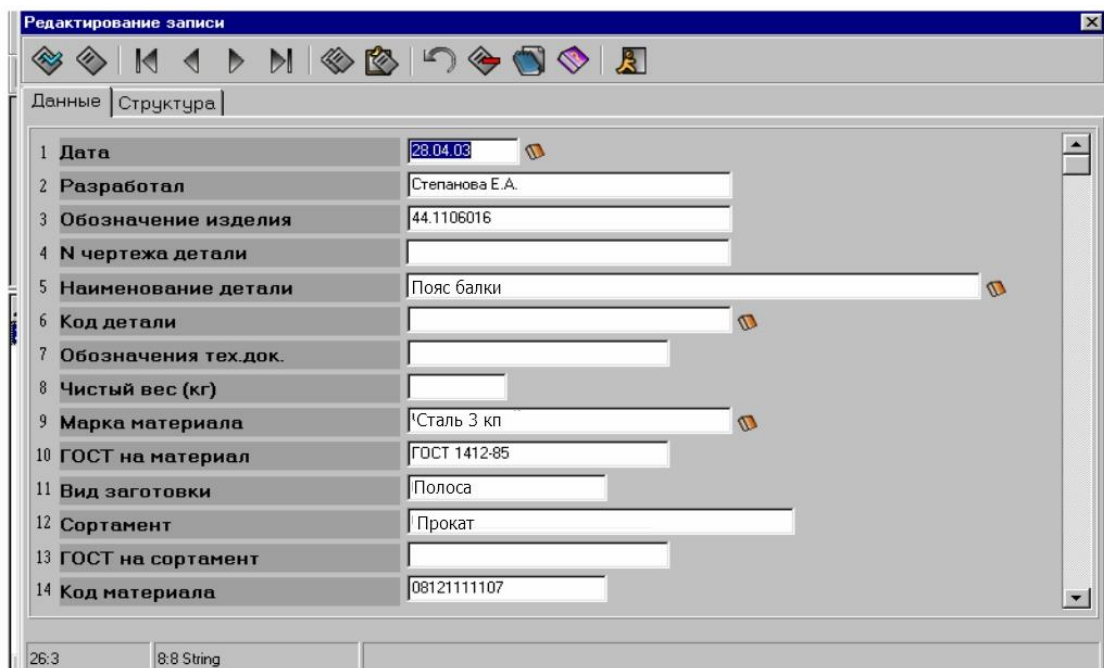 Редактирование записи
Данные Структура
1 Дата 28.04.03
2 Разработал Степанова Е.А.
3 Обозначение изделия 44.1106016
4 N чертежа детали
5 Наименование детали Пояс балки
6 Код детали
7 Обозначения тех.док.
8 Чистый вес (кг)
9 Марка материала Сталь 3 кп
10 ГОСТ на материал ГОСТ 1412-85
11 Вид заготовки Полоса
12 Сортамент Прокат
13 ГОСТ на сортамент
14 Код материала 08121111107
26:3 8:8 String